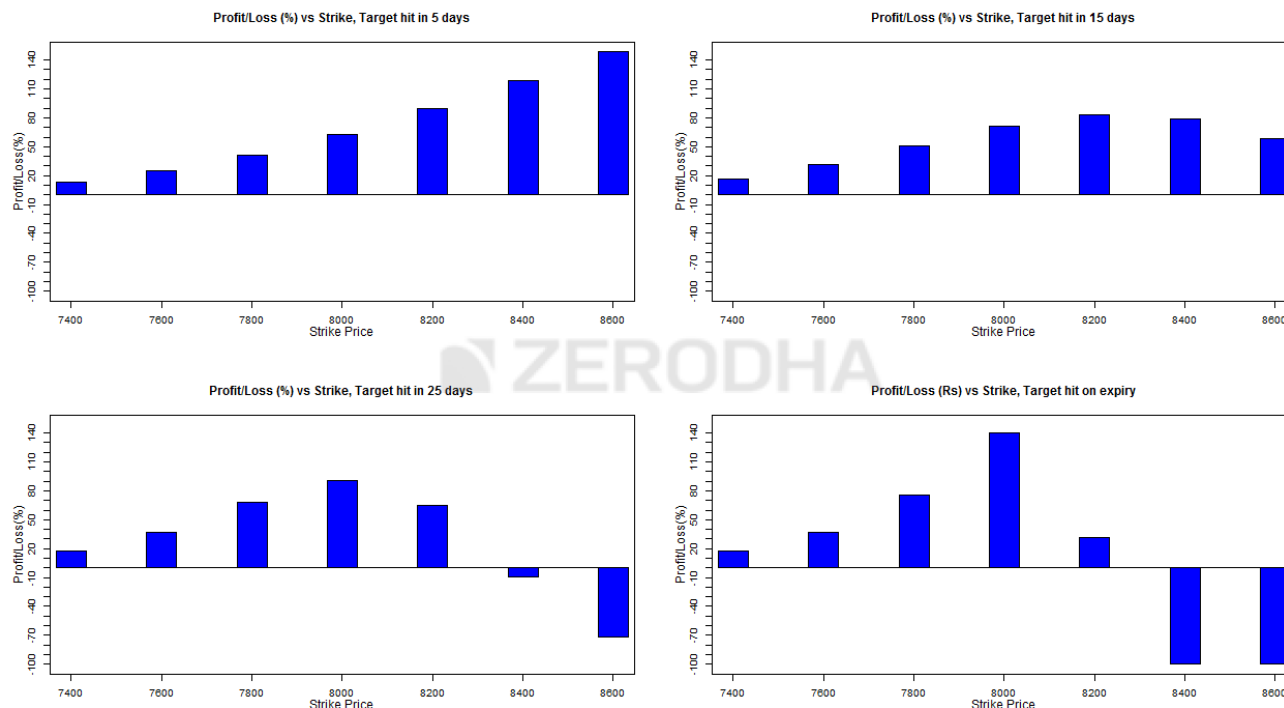 Profit/Loss (%) vs Strike, Target hit in 5 days
Profit/Loss(%)
140
110
80
50
20
-10
-40
-70
-100
7400 7600 7800 8000 8200 8400 8600
Strike Price
Profit/Loss (%) vs Strike, Target hit in 15 days
Profit/Loss(%)
140
110
80
50
20
-10
-40
-70
-100
7400 7600 7800 8000 8200 8400 8600
Strike Price
ZERODHA
Profit/Loss (%) vs Strike, Target hit in 25 days
Profit/Loss(%)
140
110
80
50
20
-10
-40
-70
-100
7400 7600 7800 8000 8200 8400 8600
Strike Price
Profit/Loss (Rs) vs Strike, Target hit on expiry
Profit/Loss(%)
140
110
80
50
20
-10
-40
-70
-100
7400 7600 7800 8000 8200 8400 8600
Strike Price